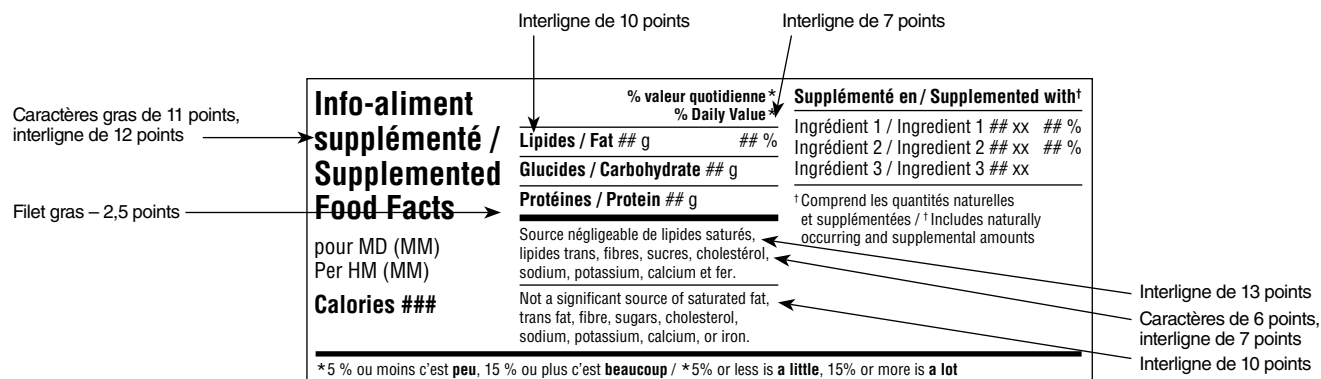 Interligne de 10 points
Interligne de 7 points
Caractères gras de 11 points,
interligne de 12 points
Filet gras – 2,5 points
Info-aliment
supplémenté /
Supplemented
Food Facts
pour MD (MM)
Per HM (MM)
Calories ###
% valeur quotidienne*
% Daily Value*
Lipides / Fat ## g ## %
Glucides / Carbohydrate ## g
Protéines / Protein ## g
Source négligeable de lipides saturés,
lipides trans, fibres, sucres, cholestérol,
sodium, potassium, calcium et fer.
Not a significant source of saturated fat,
trans fat, fibre, sugars, cholesterol,
sodium, potassium, calcium, or iron.
Supplémenté en / Supplemented with†
Ingrédient 1 / Ingredient 1 ## xx ## %
Ingrédient 2 / Ingredient 2 ## xx ## %
Ingrédient 3 / Ingredient 3 ## xx
†Comprend les quantités naturelles
et supplémentées / †Includes naturally
occurring and supplemental amounts
*5 % ou moins c'est peu, 15 % ou plus c'est beaucoup / *5% or less is a little, 15% or more is a lot
Interligne de 13 points
Caractères de 6 points,
interligne de 7 points
Interligne de 10 points